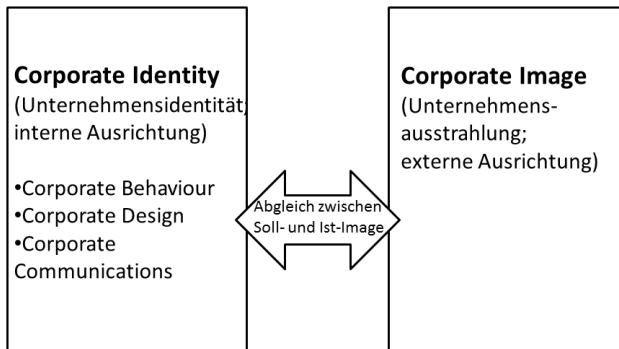 Corporate Identity
(Unternehmensidentität;
interne Ausrichtung)
•Corporate Behaviour
•Corporate Design
•Corporate
Communications
Abgleich zwischen
Soll- und Ist-Image
Corporate Image
(Unternehmens-
ausstrahlung;
externe Ausrichtung)